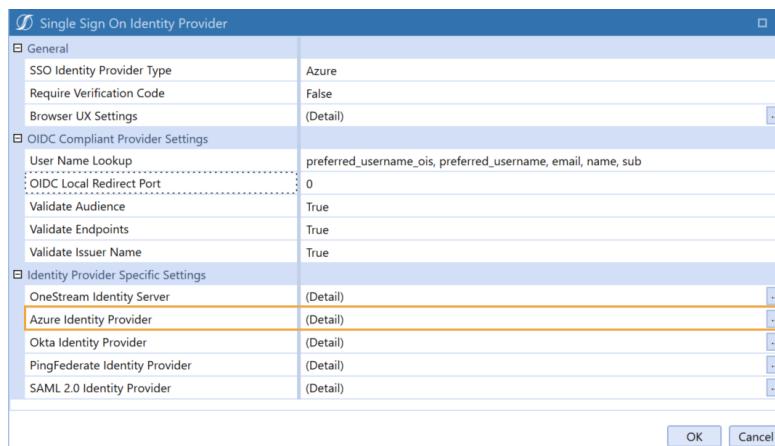 Single Sign On Identity Provider
General
SSO Identity Provider Type Azure
Require Verification Code False
Browser UX Settings (Detail)
OIDC Compliant Provider Settings
User Name Lookup preferred_username_ois, preferred_username, email, name, sub
OIDC Local Redirect Port 0
Validate Audience True
Validate Endpoints True
Validate Issuer Name True
Identity Provider Specific Settings
OneStream Identity Server (Detail)
Azure Identity Provider (Detail)
Okta Identity Provider (Detail)
PingFederate Identity Provider (Detail)
SAML 2.0 Identity Provider (Detail)
OK Cancel